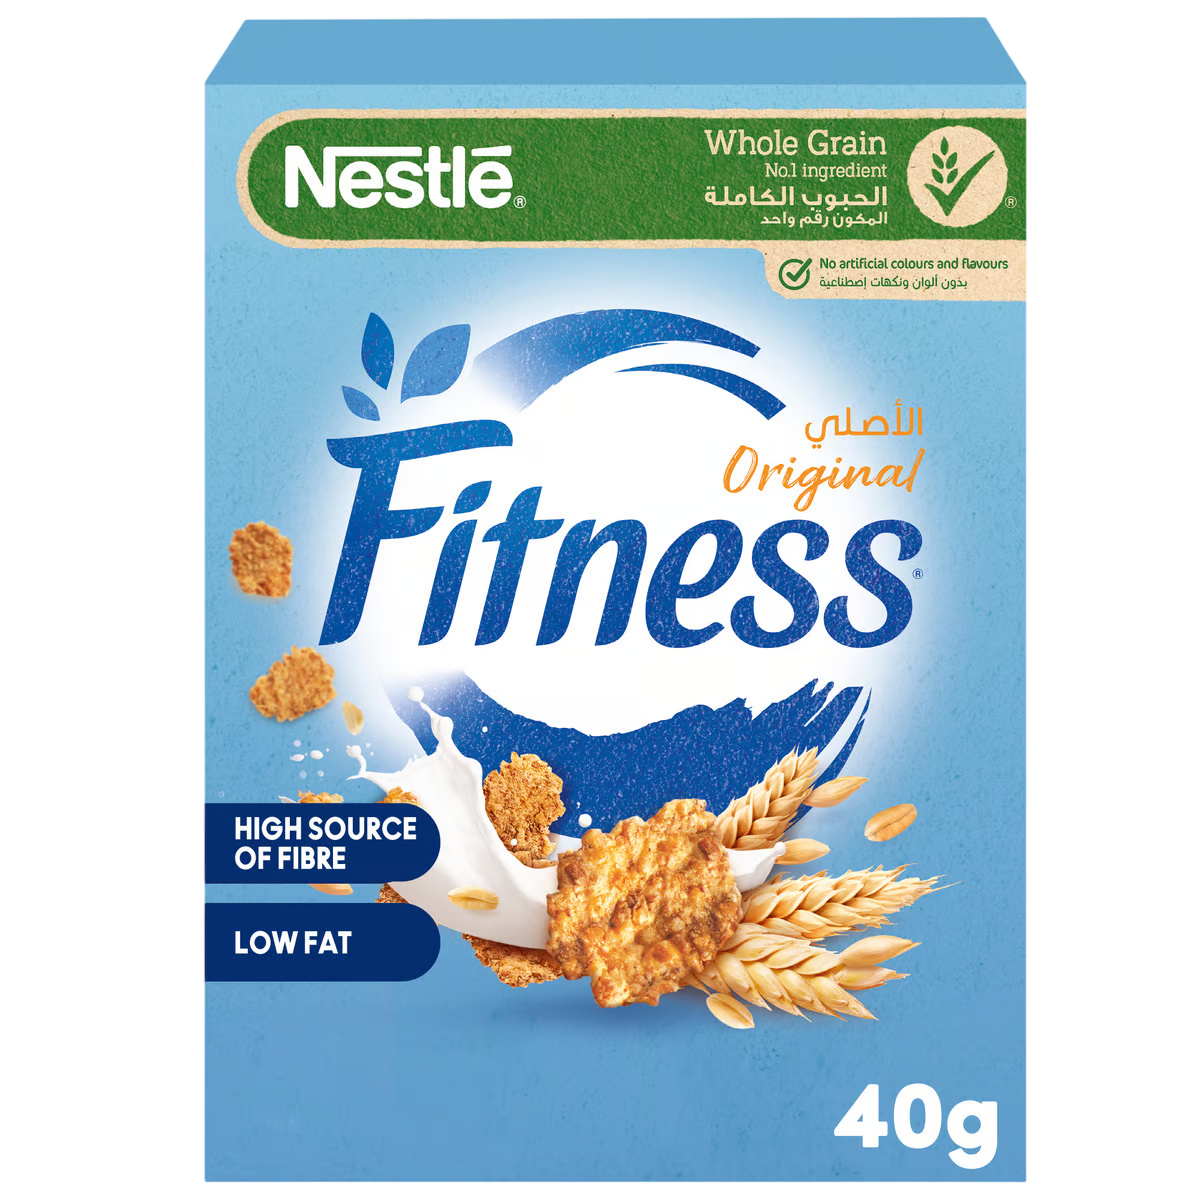 Nestlé®
Whole Grain
No.1 ingredient
الحبوب الكاملة
المكون رقم واحد
®
No artificial colours and flavours
بدون ألوان ونكهات إصطناعية
الأصلي
Original
Fitness®
HIGH SOURCE
OF FIBRE
LOW FAT
40g